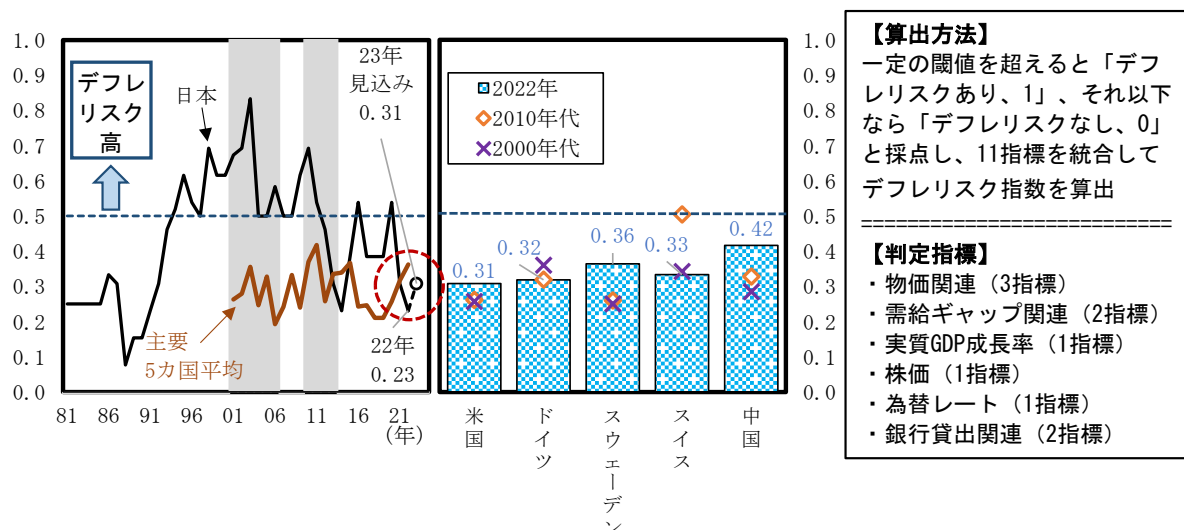 1.0
0.9
0.8
0.7
0.6
0.5
0.4
0.3
0.2
0.1
0.0
デフレ
リスク
高
日本
23年
見込み
0.31
主要
5カ国平均
22年
0.23
81 86 91 96 01 06 11 16 21
(年)
2022年
2010年代
2000年代
0.31
0.32
0.36
0.33
0.42
米国
ドイツ
スウェーデン
スイス
中国
1.0
0.9
0.8
0.7
0.6
0.5
0.4
0.3
0.2
0.1
0.0
【算出方法】
一定の閾値を超えると「デフ
レリスクあり、1」、それ以下
なら「デフレリスクなし、0」
と採点し、11指標を統合して
デフレリスク指数を算出
============================
【判定指標】
・物価関連（3指標）
・需給ギャップ関連（2指標）
・実質GDP成長率（1指標）
・株価（1指標）
・為替レート（1指標）
・銀行貸出関連（2指標）